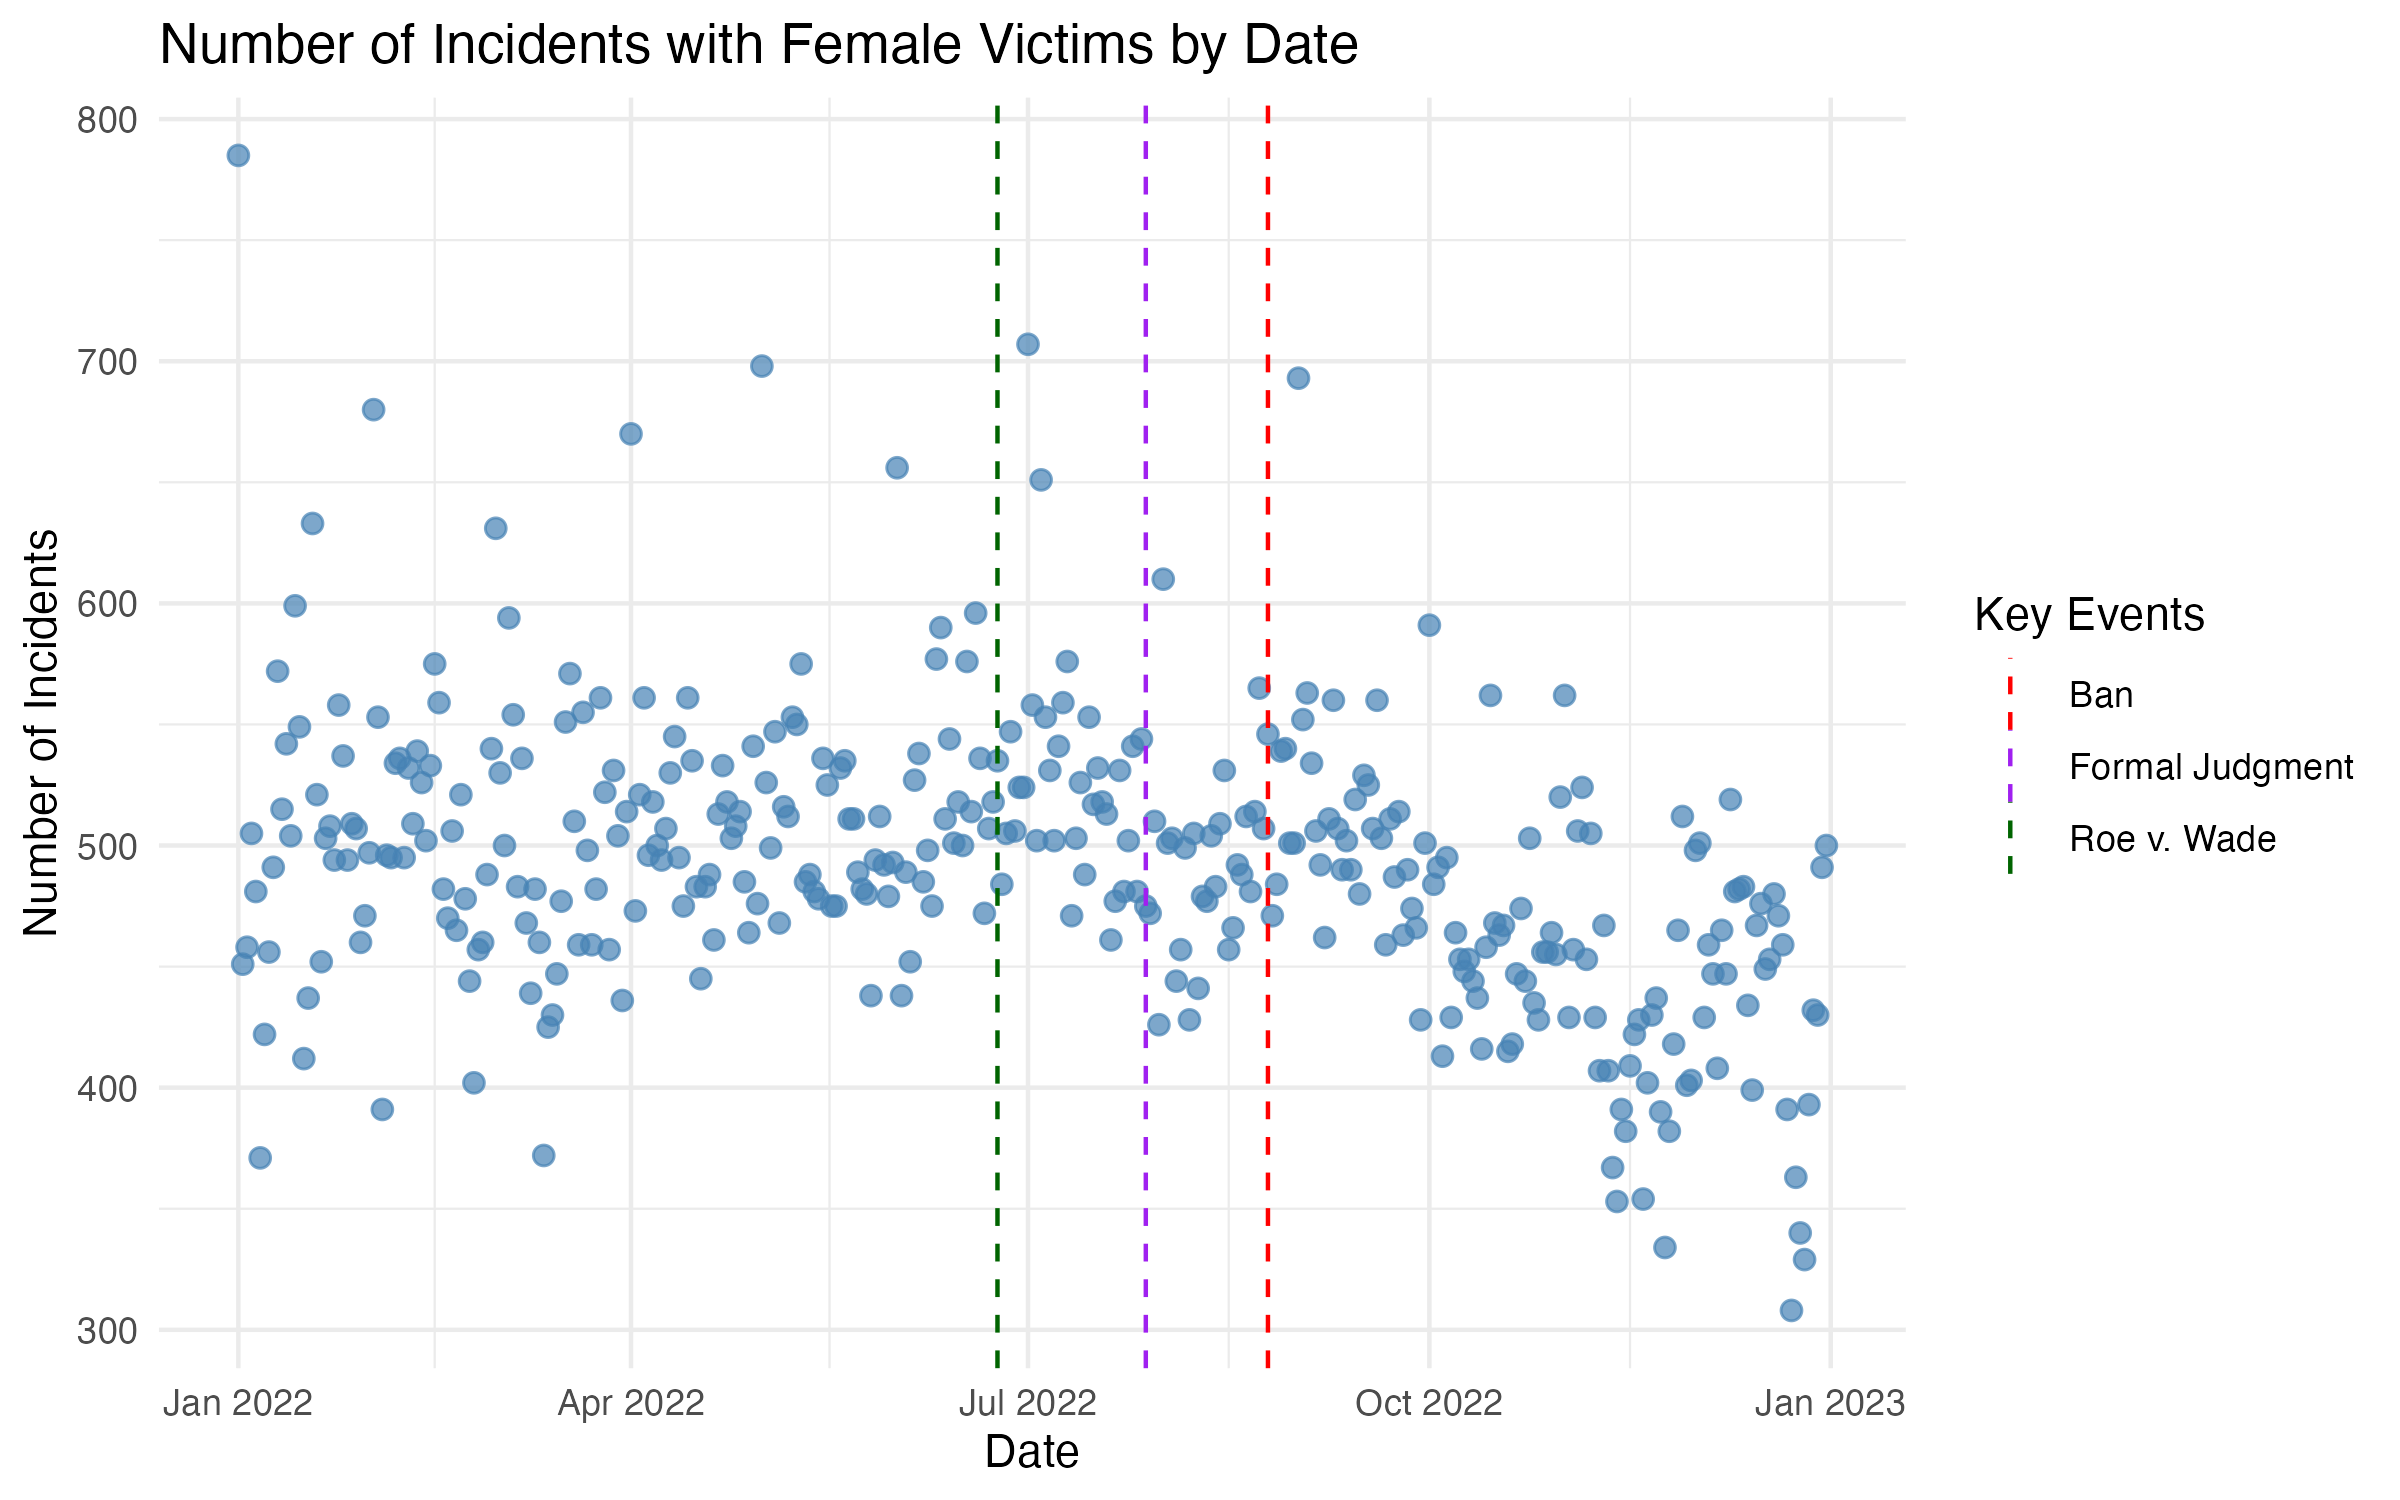 Number of Incidents with Female Victims by Date
Number of Incidents
800
700
600
500
400
300
Jan 2022
Apr 2022
Jul 2022
Oct 2022
Jan 2023
Date
Key Events
Ban
Formal Judgment
Roe v. Wade